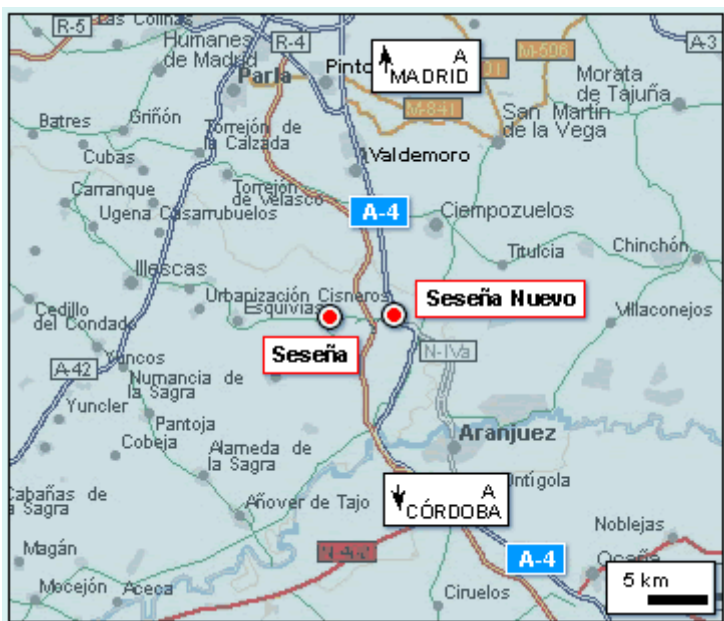 R-5
Las Colinas
Humanes
de Madrid
R-4
Parla
Pinto
A
MADRID
M-506
A-3
Morata
de Tajuña
M-841
San Martín
de la Vega
Batres
Griñón
Torrejón de
la Calzada
Cubas
Valdemoro
Carranque
Torrejón
de Velasco
Ugena
Casarrubuelos
A-4
Ciempozuelos
Titulcia
Chinchón
Illescas
Urbanización Cisneros
Esquivias
Seseña Nuevo
Seseña
Cedillo
del Condado
Villaconejos
N-IVa
A-42
Yuncos
Numancia de
la Sagra
Yuncler
Pantoja
Cobeja
Alameda de
la Sagra
Aranjuez
Ontígola
Cabañas de
la Sagra
Añover de Tajo
A
CÓRDOBA
Noblejas
Magán
A-4
Ocaña
5 km
Mocejón
Aceca
Ciruelos